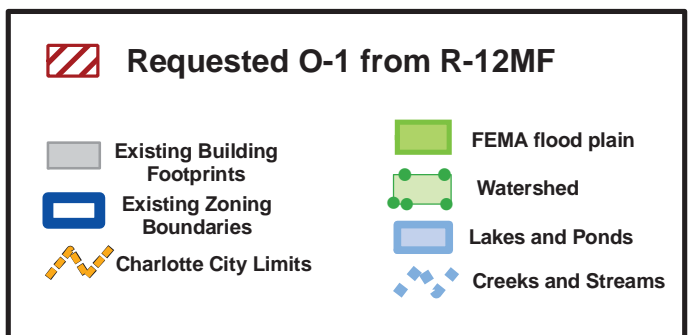 Requested O-1 from R-12MF
Existing Building
Footprints
Existing Zoning
Boundaries
Charlotte City Limits
FEMA flood plain
Watershed
Lakes and Ponds
Creeks and Streams